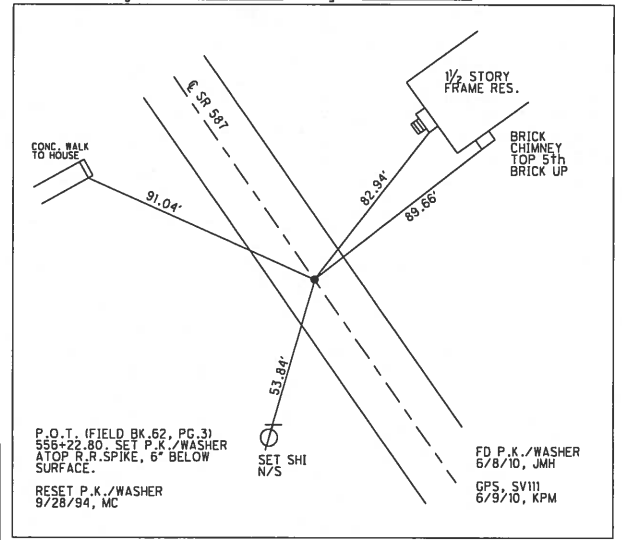 1½ STORY
FRAME RES.
℄ SR 587
CONC. WALK
TO HOUSE
BRICK
CHIMNEY
TOP 5th
BRICK UP
82.94'
91.04'
89.66'
53.84'
P.O.T. (FIELD BK.62, PG.3)
556+22.80. SET P.K./WASHER
ATOP R.R.SPIKE, 6" BELOW
SURFACE.
SET SHI
N/S
FD P.K./WASHER
6/8/10, JMH
RESET P.K./WASHER
9/28/94, MC
GPS, SV111
6/9/10, KPM